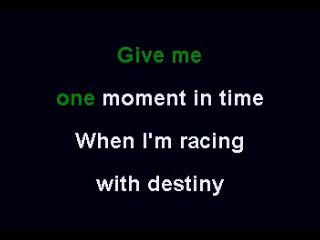 Give me
one moment in time
When I'm racing
with destiny